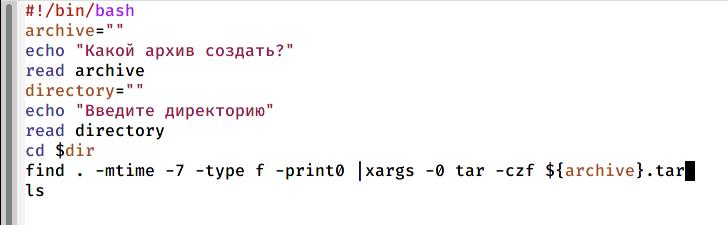 #!/bin/bash
archive=""
echo "Какой архив создать?"
read archive
directory=""
echo "Введите директорию"
read directory
cd $dir
find . -mtime -7 -type f -print0 |xargs -0 tar -czf ${archive}.tar
ls